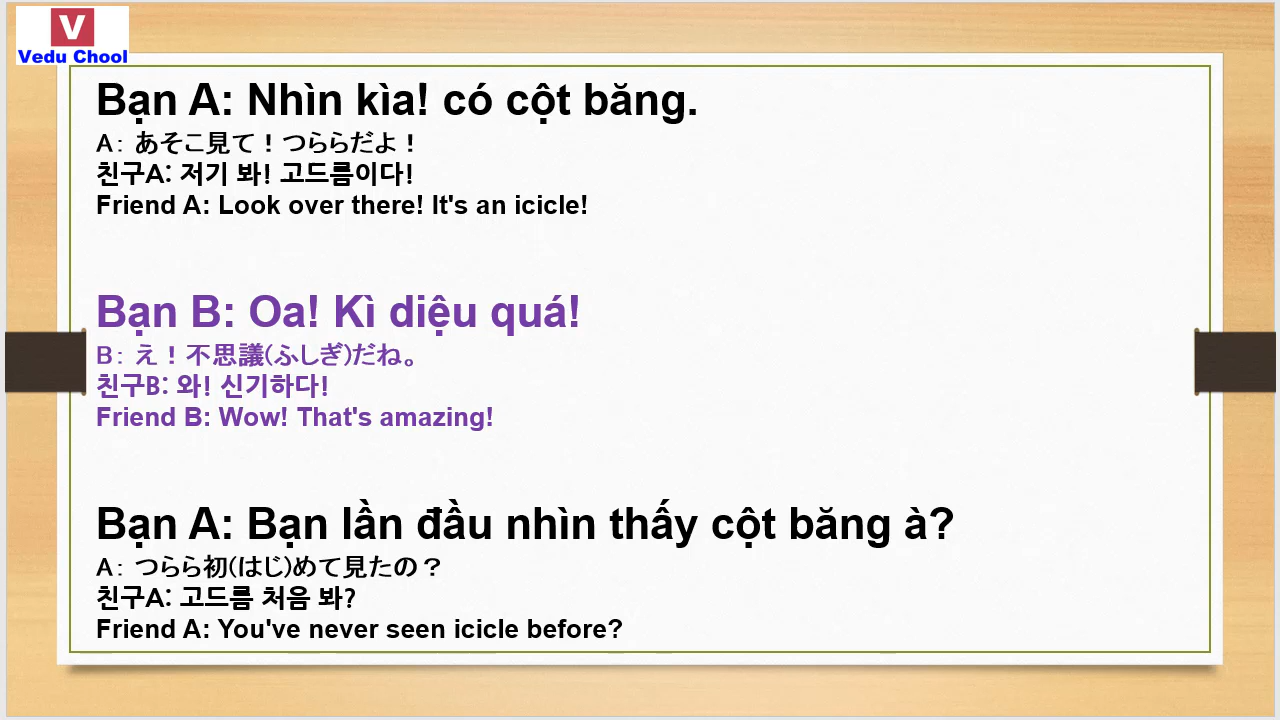 V
Vedu Chool
Bạn A: Nhìn kìa! có cột băng.
A： あそこ見て！つららだよ！
친구A: 저기 봐! 고드름이다!
Friend A: Look over there! It's an icicle!
Bạn B: Oa! Kì diệu quá!
B： え！不思議(ふしぎ)だね。
친구B: 와! 신기하다!
Friend B: Wow! That's amazing!
Bạn A: Bạn lần đầu nhìn thấy cột băng à?
A： つらら初(はじ)めて見たの？
친구A: 고드름 처음 봐?
Friend A: You've never seen icicle before?